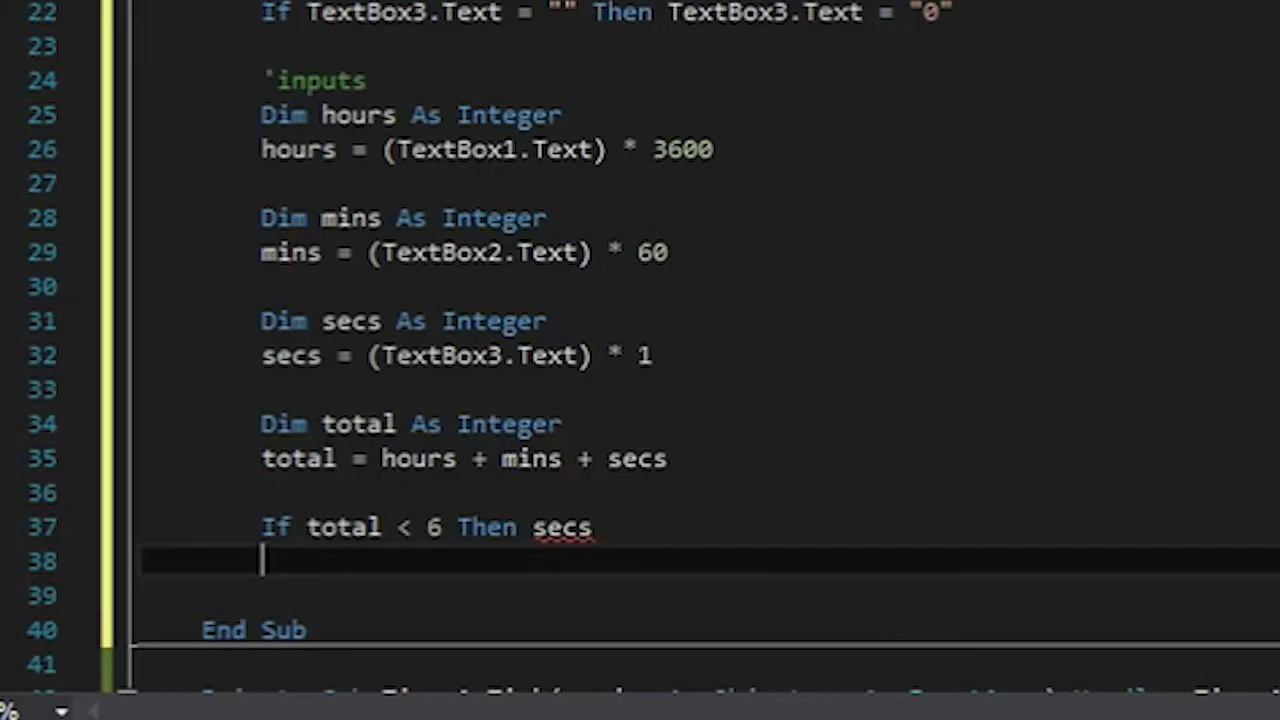 22 If TextBox3.Text = "" Then TextBox3.Text = "0"
23
24 'inputs
25 Dim hours As Integer
26 hours = (TextBox1.Text) * 3600
27
28 Dim mins As Integer
29 mins = (TextBox2.Text) * 60
30
31 Dim secs As Integer
32 secs = (TextBox3.Text) * 1
33
34 Dim total As Integer
35 total = hours + mins + secs
36
37 If total < 6 Then secs
38
39
40 End Sub
41
%